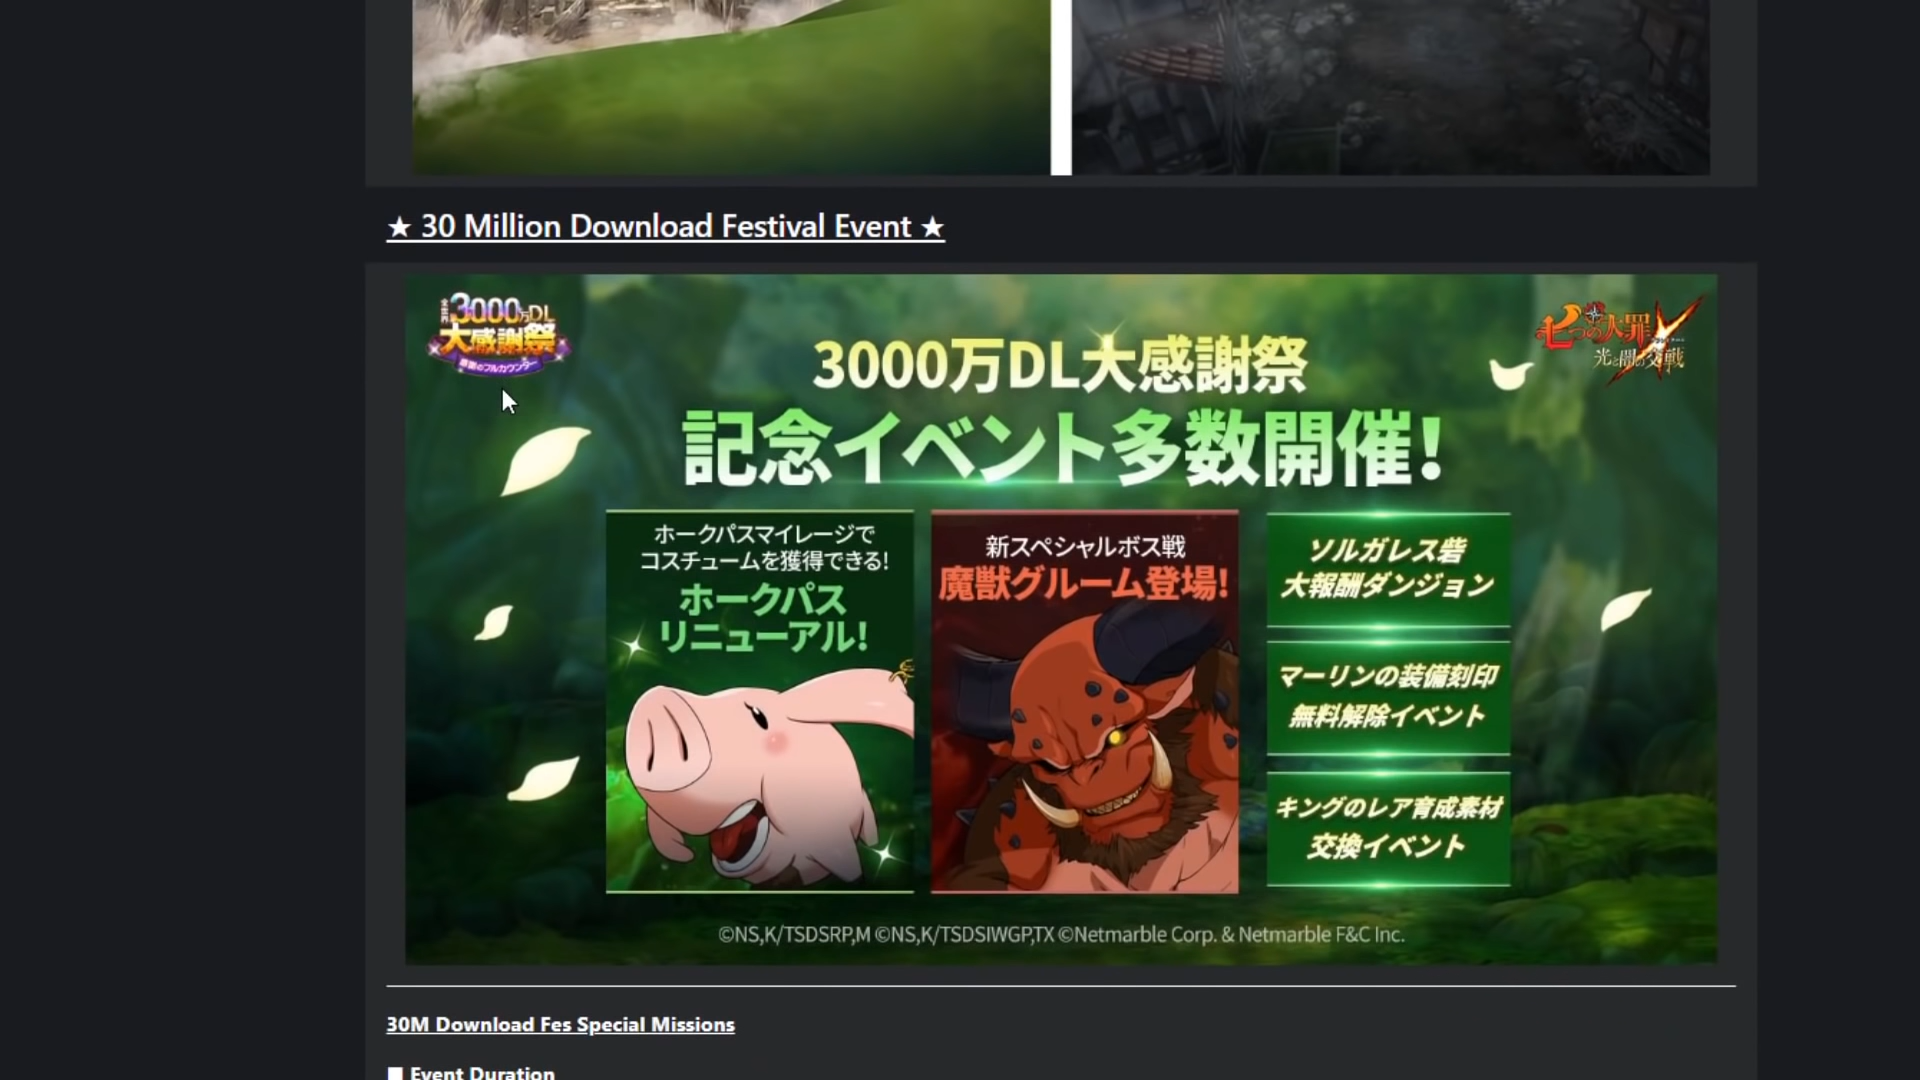 ★ 30 Million Download Festival Event ★
全世界
3000万DL
大感謝祭
七つの大罪
光と闇の交戦
3000万DL大感謝祭
記念イベント多数開催!
ホークパスマイレージで
コスチュームを獲得できる!
ホークパス
リニューアル!
新スペシャルボス戦
魔獣グルーム登場!
ソルガレス砦
大報酬ダンジョン
マーリンの装備刻印
無料解除イベント
キングのレア育成素材
交換イベント
©NS,K/TSDSRP,M ©NS,K/TSDSIWGP,TX ©Netmarble Corp. & Netmarble F&C Inc.
30M Download Fes Special Missions
■ Event Duration